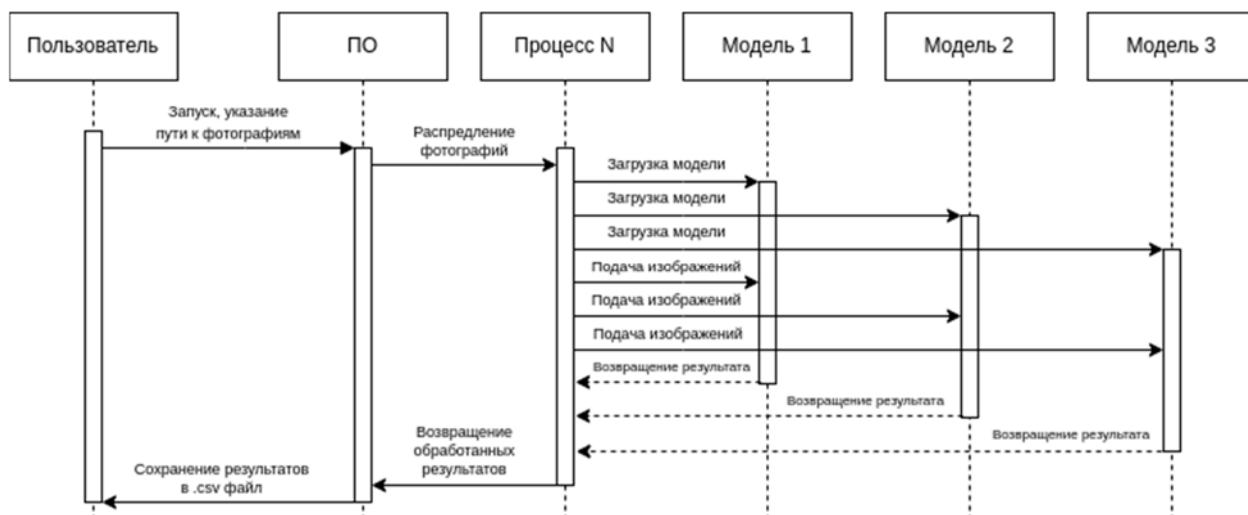 Пользователь
ПО
Процесс N
Модель 1
Модель 2
Модель 3
Запуск, указание
пути к фотографиям
Распредление
фотографий
Загрузка модели
Загрузка модели
Загрузка модели
Подача изображений
Подача изображений
Подача изображений
Возвращение результата
Возвращение результата
Возвращение результата
Возвращение
обработанных
результатов
Сохранение результатов
в .csv файл